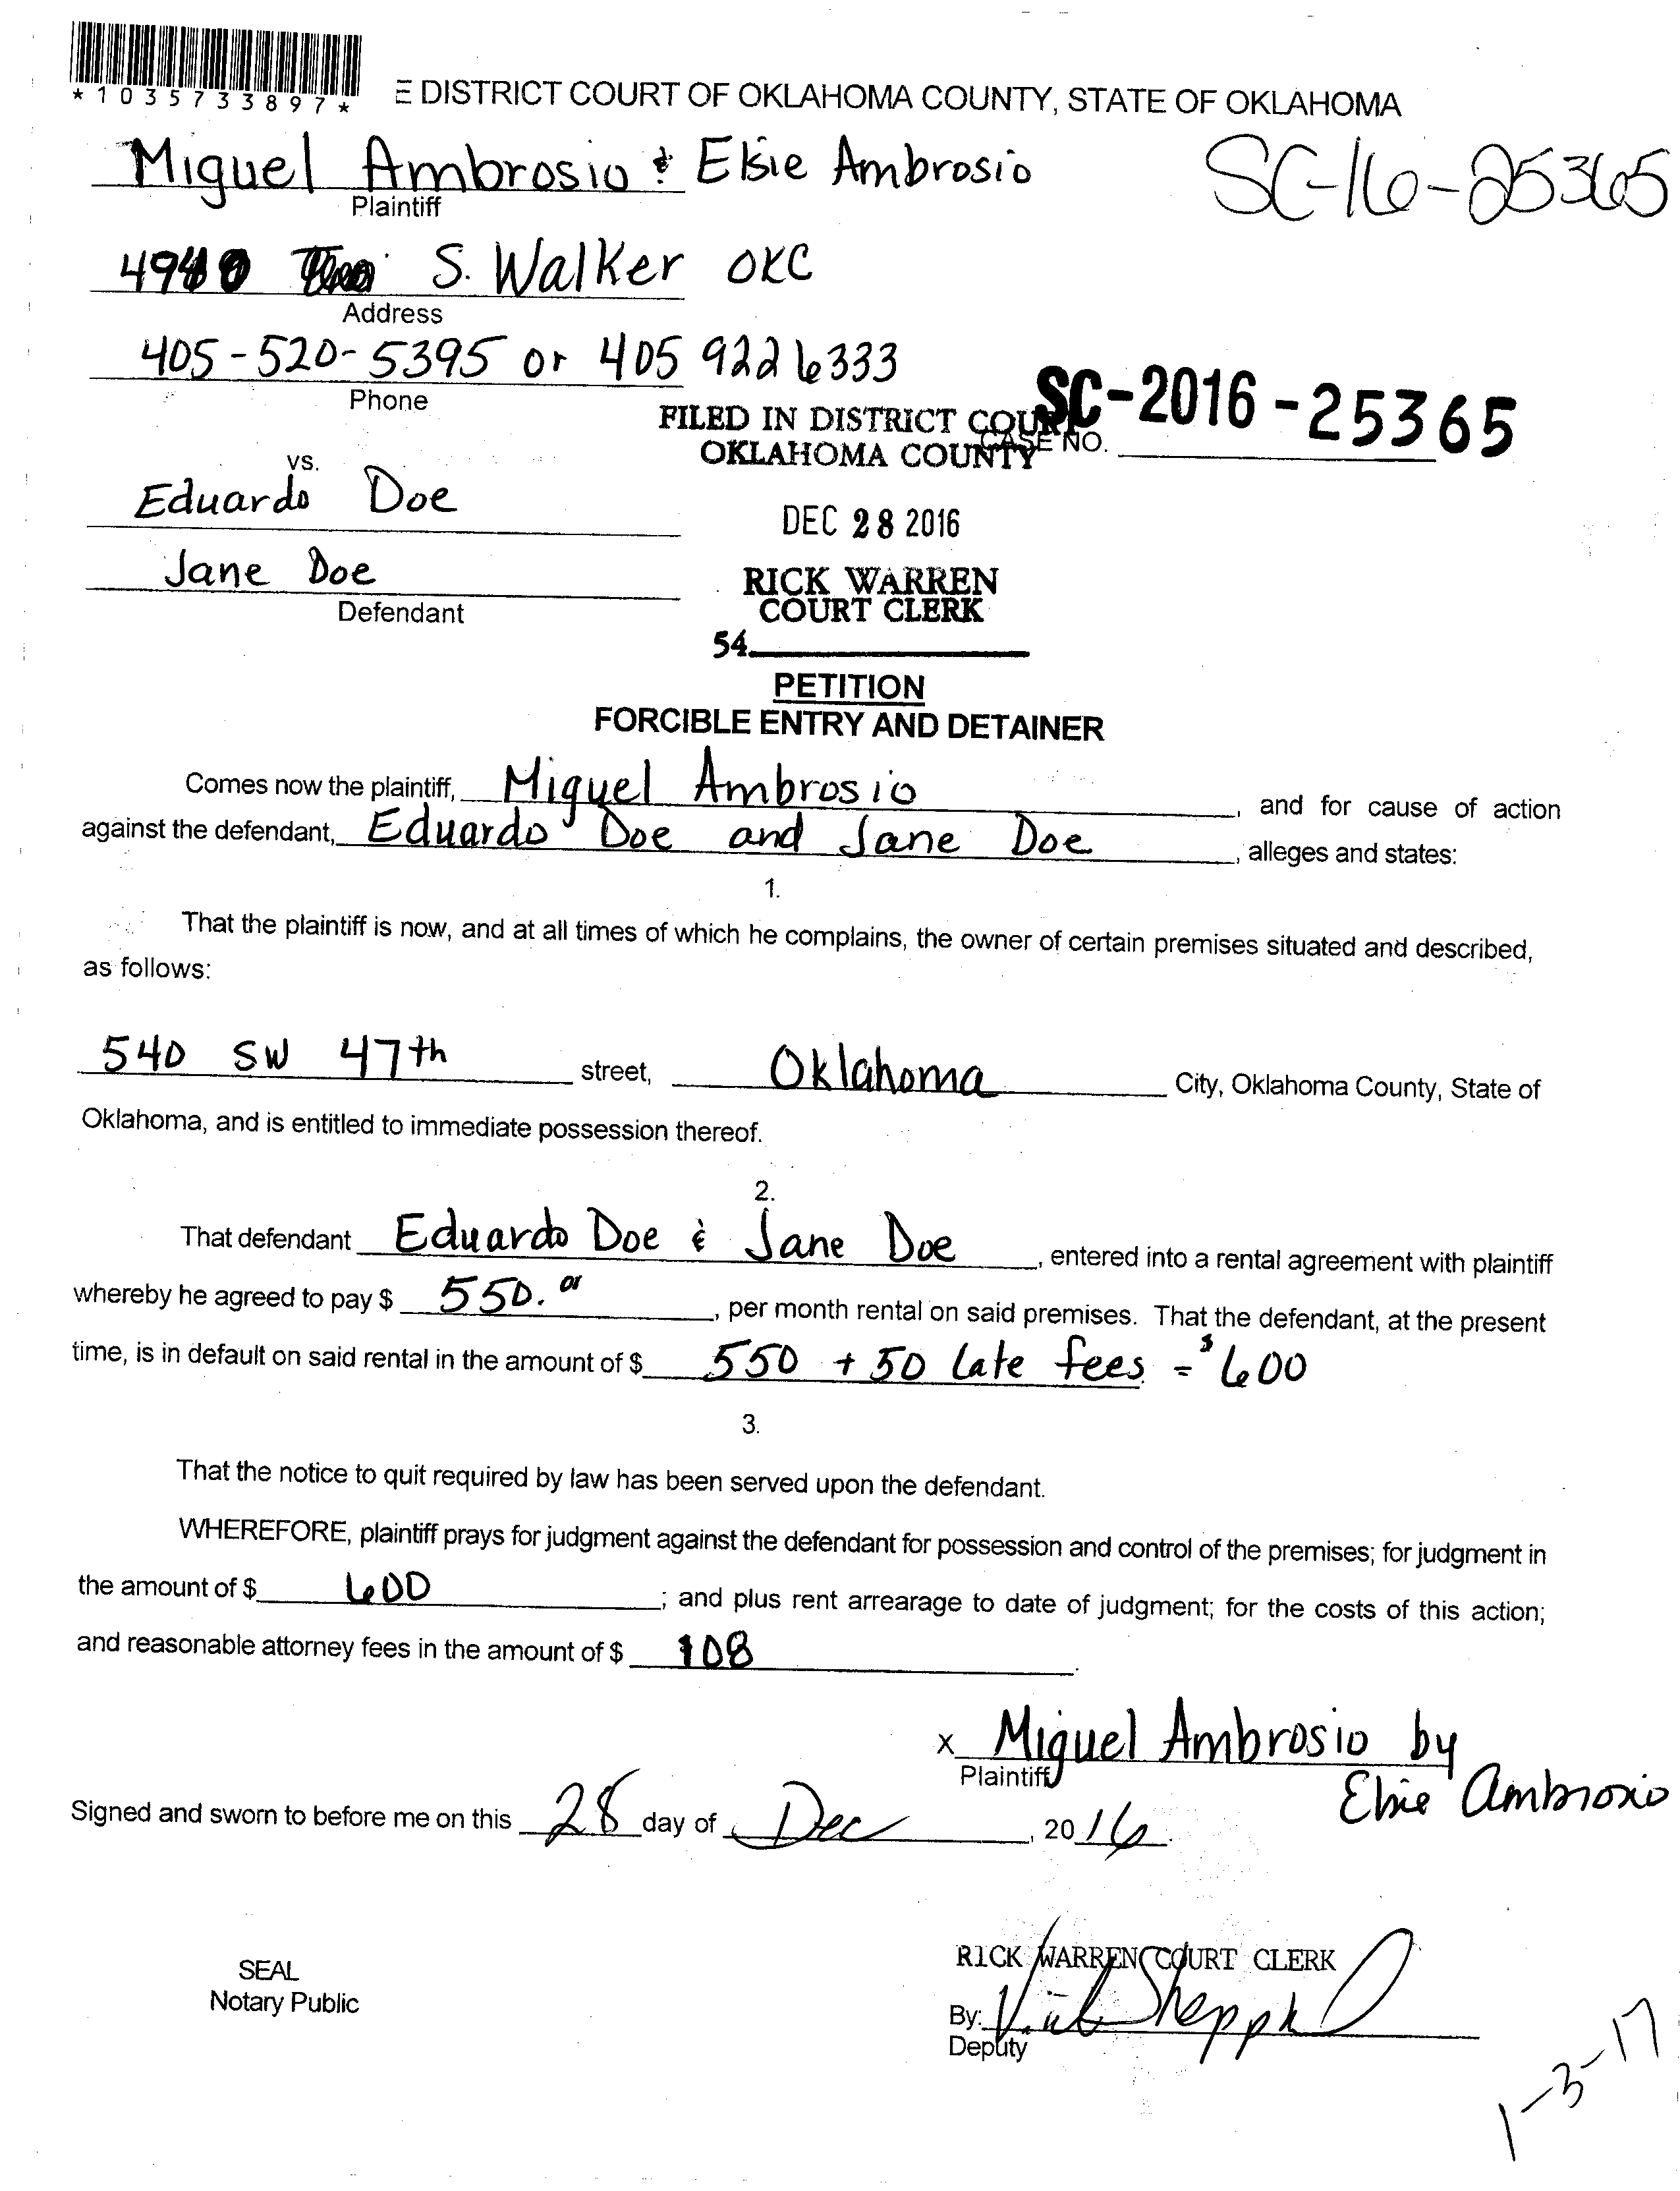 *1035733897*
E DISTRICT COURT OF OKLAHOMA COUNTY, STATE OF OKLAHOMA
Miguel Ambrosio & Elsie Ambrosio
SC-16-25365
Plaintiff
S. Walker OKC
Address
405-520-5395 or 405 922 6333
Phone
SC-2016-25365
CASE NO.
FILED IN DISTRICT COURT
OKLAHOMA COUNTY
vs.
Eduardo Doe
DEC 28 2016
Jane Doe
Defendant
RICK WARREN
COURT CLERK
54
PETITION
FORCIBLE ENTRY AND DETAINER
Comes now the plaintiff, Miguel Ambrosio, and for cause of action
against the defendant, Eduardo Doe and Jane Doe, alleges and states:
1.
That the plaintiff is now, and at all times of which he complains, the owner of certain premises situated and described,
as follows:
540 SW 47th street, Oklahoma City, Oklahoma County, State of
Oklahoma, and is entitled to immediate possession thereof.
2.
That defendant Eduardo Doe & Jane Doe, entered into a rental agreement with plaintiff
whereby he agreed to pay $ 550., per month rental on said premises. That the defendant, at the present
time, is in default on said rental in the amount of $ 550 + 50 late fees = $600
3.
That the notice to quit required by law has been served upon the defendant.
WHEREFORE, plaintiff prays for judgment against the defendant for possession and control of the premises; for judgment in
the amount of $ 600; and plus rent arrearage to date of judgment; for the costs of this action;
and reasonable attorney fees in the amount of $ 108.
x Miguel Ambrosio by
Plaintiff
Elsie Ambrosio
Signed and sworn to before me on this 28 day of Dec, 2016.
SEAL
Notary Public
RICK WARREN COURT CLERK
By:
Deputy
1-3-17